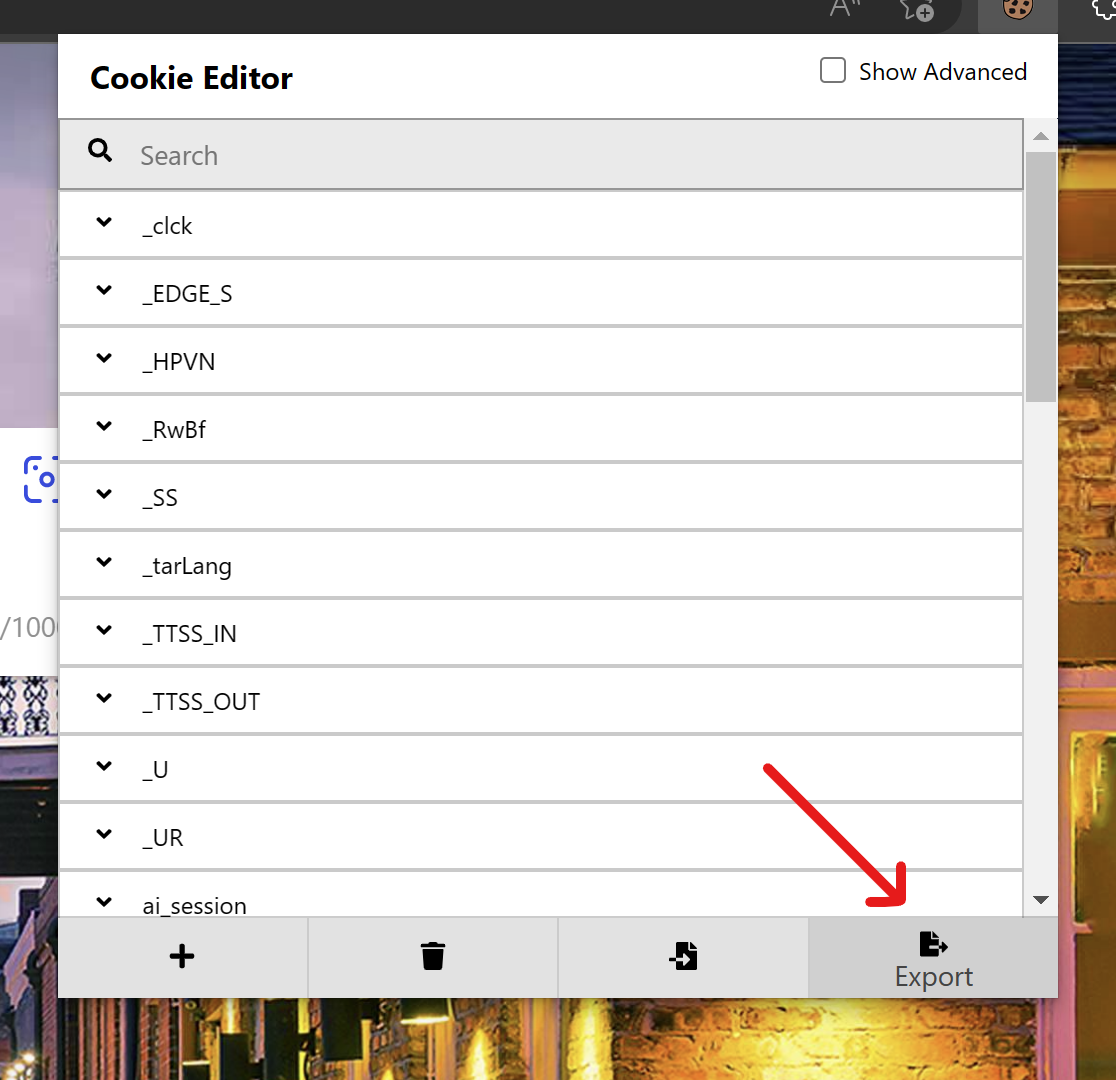 Cookie Editor
Show Advanced
Search
_clck
_EDGE_S
_HPVN
_RwBf
_SS
_tarLang
/100
_TTSS_IN
_TTSS_OUT
_U
_UR
ai_session
Export